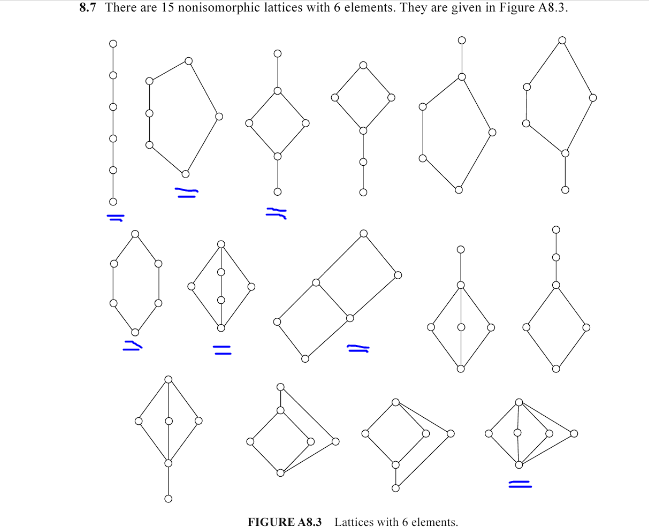 8.7 There are 15 nonisomorphic lattices with 6 elements. They are given in Figure A8.3.
FIGURE A8.3 Lattices with 6 elements.